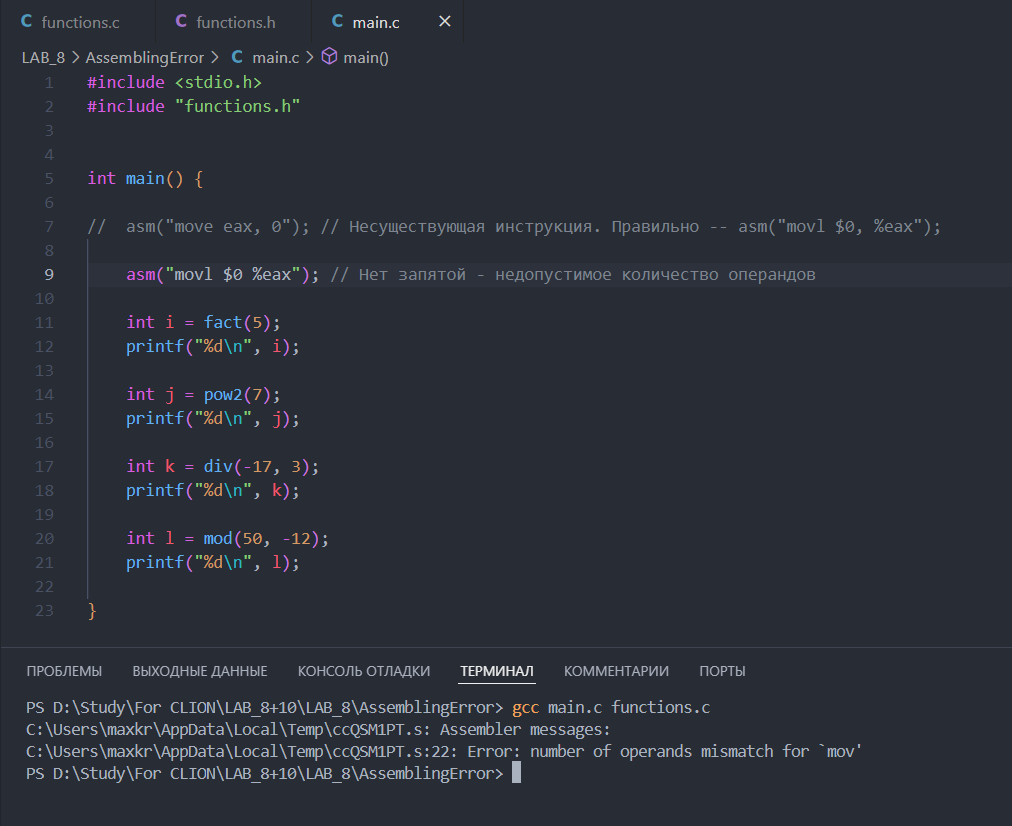 C functions.c C functions.h C main.c ×
LAB_8 > AssemblingError > C main.c > main()
1 #include <stdio.h>
2 #include "functions.h"
3
4
5 int main() {
6
7 // asm("move eax, 0"); // Несуществующая инструкция. Правильно -- asm("movl $0, %eax");
8
9 asm("movl $0 %eax"); // Нет запятой - недопустимое количество операндов
10
11 int i = fact(5);
12 printf("%d\n", i);
13
14 int j = pow2(7);
15 printf("%d\n", j);
16
17 int k = div(-17, 3);
18 printf("%d\n", k);
19
20 int l = mod(50, -12);
21 printf("%d\n", l);
22
23 }
ПРОБЛЕМЫ ВЫХОДНЫЕ ДАННЫЕ КОНСОЛЬ ОТЛАДКИ ТЕРМИНАЛ КОММЕНТАРИИ ПОРТЫ
PS D:\Study\For CLION\LAB_8+10\LAB_8\AssemblingError> gcc main.c functions.c
C:\Users\maxkr\AppData\Local\Temp\ccQSM1PT.s: Assembler messages:
C:\Users\maxkr\AppData\Local\Temp\ccQSM1PT.s:22: Error: number of operands mismatch for `mov'
PS D:\Study\For CLION\LAB_8+10\LAB_8\AssemblingError>